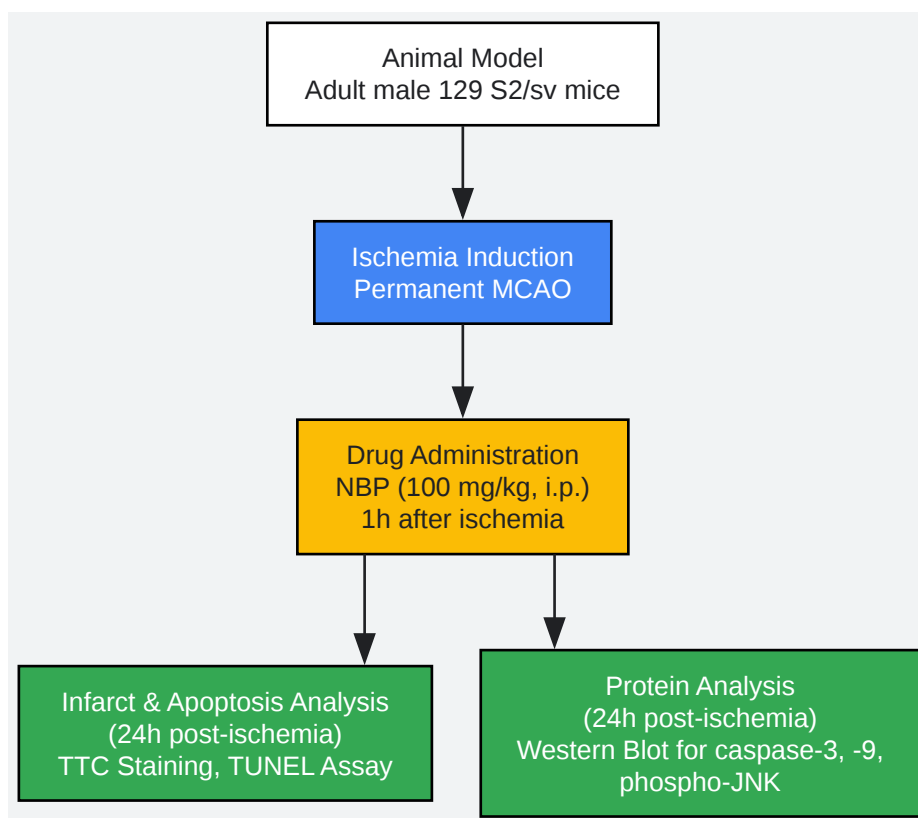 Animal Model
Adult male 129 S2/sv mice
Ischemia Induction
Permanent MCAO
Drug Administration
NBP (100 mg/kg, i.p.)
1h after ischemia
Infarct & Apoptosis Analysis
(24h post-ischemia)
TTC Staining, TUNEL Assay
Protein Analysis
(24h post-ischemia)
Western Blot for caspase-3, -9,
phospho-JNK